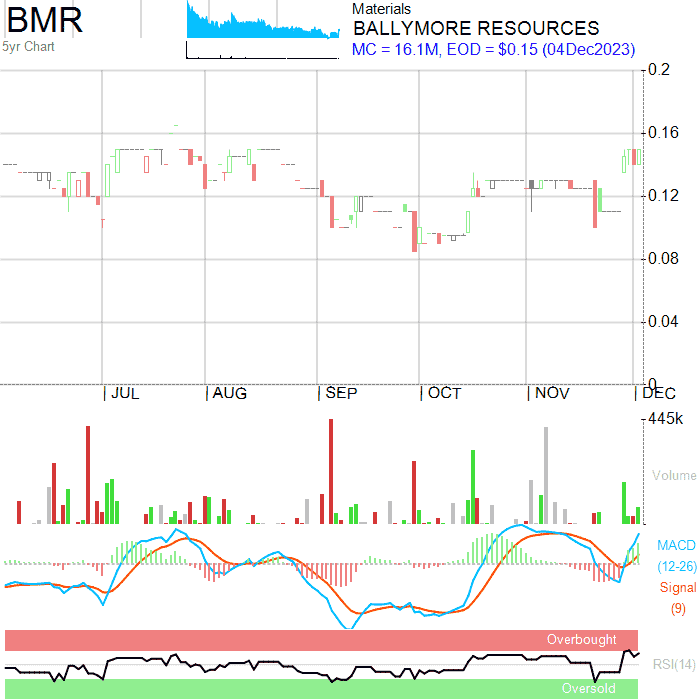 BMR
5yr Chart
Materials
BALLYMORE RESOURCES
MC = 16.1M, EOD = $0.15 (04Dec2023)
0.2
0.16
0.12
0.08
0.04
0
JUL AUG SEP OCT NOV DEC
445k
Volume
MACD
(12-26)
Signal
(9)
Overbought
RSI(14)
Oversold